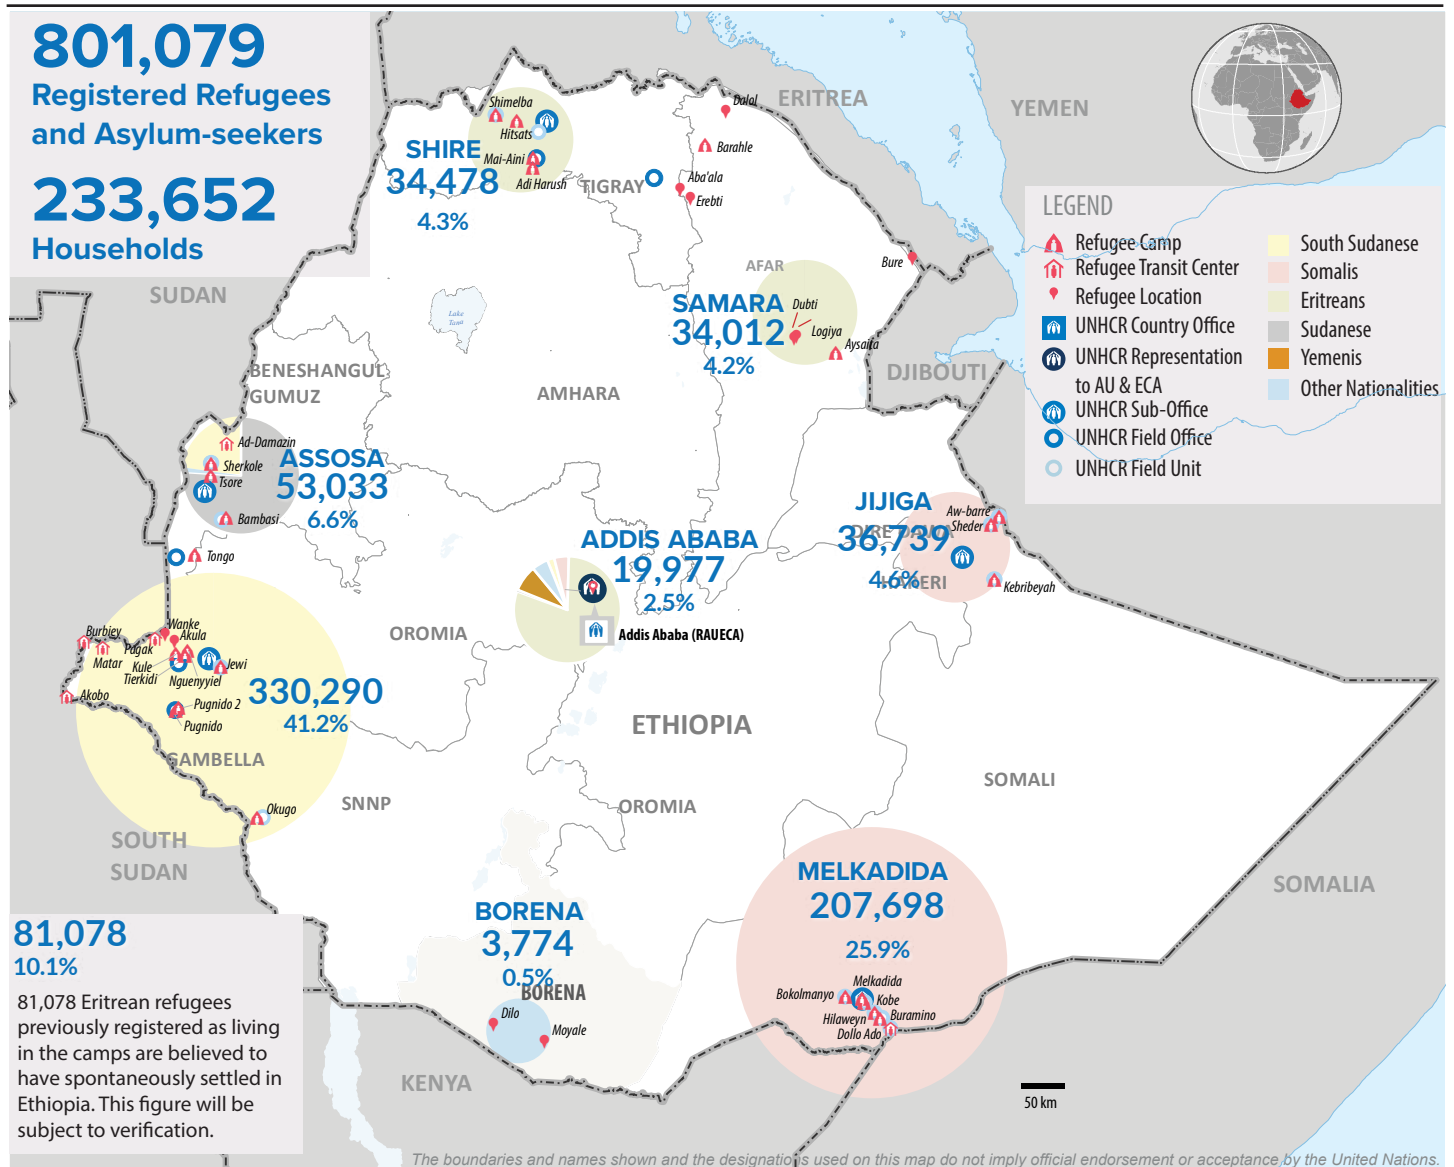 801,079
Registered Refugees
and Asylum-seekers
233,652
Households
SUDAN
ERITREA
YEMEN
Shimelba
Hitsats
Mai-Aini
Adi Harush
SHIRE
34,478
4.3%
TIGRAY
Dalol
Barahle
Aba'ala
Erebti
Bure
AFAR
SAMARA
34,012
4.2%
Dubti
Logiya
Aysaita
DJIBOUTI
LEGEND
Refugee Camp
Refugee Transit Center
Refugee Location
UNHCR Country Office
UNHCR Representation
to AU & ECA
UNHCR Sub-Office
UNHCR Field Office
UNHCR Field Unit
South Sudanese
Somalis
Eritreans
Sudanese
Yemenis
Other Nationalities
Lake
Tana
BENESHANGUL
GUMUZ
AMHARA
Ad-Damazin
Sherkole
Tsore
Bambasi
Tongo
ASSOSA
53,033
6.6%
JIJIGA
36,739
4.6%
DIRE DAWA
HARERI
Aw-barre
Sheder
Kebribeyah
ADDIS ABABA
19,977
2.5%
Addis Ababa (RAUECA)
OROMIA
Burbiey
Wanke
Akula
Pagak
Matar
Kule
Tierkidi
Nguenyyiel
Jewi
Akobo
Pugnido 2
Pugnido
330,290
41.2%
GAMBELLA
Okugo
ETHIOPIA
SOMALI
SNNP
OROMIA
SOUTH
SUDAN
SOMALIA
MELKADIDA
207,698
25.9%
Melkadida
Bokolmanyo
Kobe
Hilaweyn
Buramino
Dollo Ado
BORENA
3,774
0.5%
BORENA
Dilo
Moyale
KENYA
81,078
10.1%
81,078 Eritrean refugees
previously registered as living
in the camps are believed to
have spontaneously settled in
Ethiopia. This figure will be
subject to verification.
50 km
The boundaries and names shown and the designations used on this map do not imply official endorsement or acceptance by the United Nations.